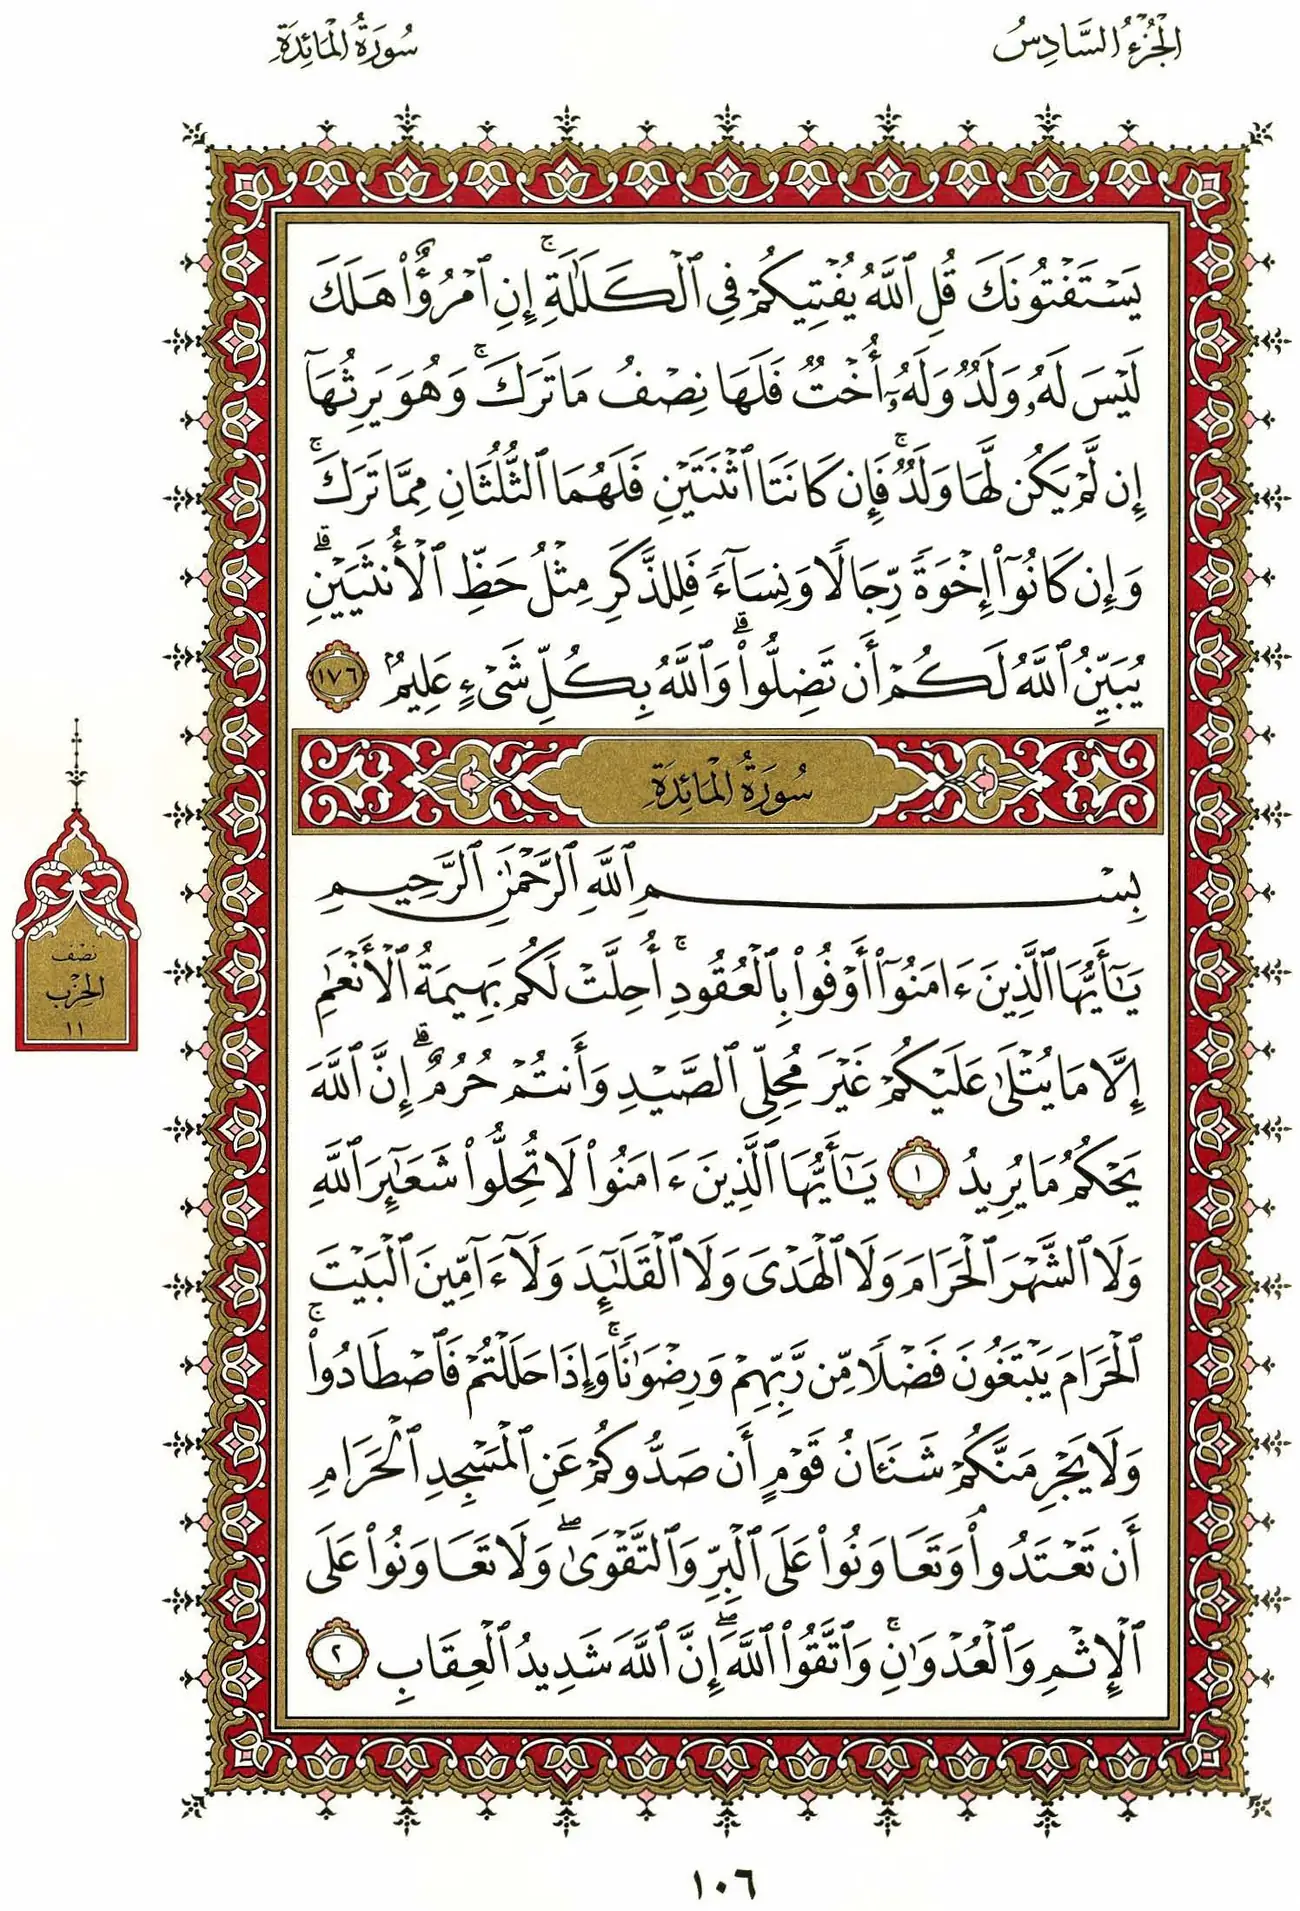 الجزء السادس
سورة المائدة
يَسْتَفْتُونَكَ قُلِ ٱللَّهُ يُفْتِيكُمْ فِى ٱلْكَلَٰلَةِ ۚ إِنِ ٱمْرُؤٌا۟ هَلَكَ
لَيْسَ لَهُۥ وَلَدٌ وَلَهُۥٓ أُخْتٌ فَلَهَا نِصْفُ مَا تَرَكَ ۚ وَهُوَ يَرِثُهَآ
إِن لَّمْ يَكُن لَّهَا وَلَدٌ ۚ فَإِن كَانَتَا ٱثْنَتَيْنِ فَلَهُمَا ٱلثُّلُثَانِ مِمَّا تَرَكَ ۚ
وَإِن كَانُوٓا۟ إِخْوَةً رِّجَالًا وَنِسَآءً فَلِلذَّكَرِ مِثْلُ حَظِّ ٱلْأُنثَيَيْنِ ۗ
يُبَيِّنُ ٱللَّهُ لَكُمْ أَن تَضِلُّوا۟ ۗ وَٱللَّهُ بِكُلِّ شَىْءٍ عَلِيمٌۢ ١٧٦
سُورَةُ المَائِدَةِ
بِسْمِ ٱللَّهِ ٱلرَّحْمَٰنِ ٱلرَّحِيمِ
يَٰٓأَيُّهَا ٱلَّذِينَ ءَامَنُوٓا۟ أَوْفُوا۟ بِٱلْعُقُودِ ۚ أُحِلَّتْ لَكُم بَهِيمَةُ ٱلْأَنْعَٰمِ
إِلَّا مَا يُتْلَىٰ عَلَيْكُمْ غَيْرَ مُحِلِّى ٱلصَّيْدِ وَأَنتُمْ حُرُمٌ ۗ إِنَّ ٱللَّهَ
يَحْكُمُ مَا يُرِيدُ ١ يَٰٓأَيُّهَا ٱلَّذِينَ ءَامَنُوا۟ لَا تُحِلُّوا۟ شَعَٰٓئِرَ ٱللَّهِ
وَلَا ٱلشَّهْرَ ٱلْحَرَامَ وَلَا ٱلْهَدْىَ وَلَا ٱلْقَلَٰٓئِدَ وَلَآ ءَآمِّينَ ٱلْبَيْتَ
ٱلْحَرَامَ يَبْتَغُونَ فَضْلًا مِّن رَّبِّهِمْ وَرِضْوَٰنًا ۚ وَإِذَا حَلَلْتُمْ فَٱصْطَادُوا۟ ۚ
وَلَا يَجْرِمَنَّكُمْ شَنَـَٔانُ قَوْمٍ أَن صَدُّوكُمْ عَنِ ٱلْمَسْجِدِ ٱلْحَرَامِ
أَن تَعْتَدُوا۟ ۘ وَتَعَاوَنُوا۟ عَلَى ٱلْبِرِّ وَٱلتَّقْوَىٰ ۖ وَلَا تَعَاوَنُوا۟ عَلَى
ٱلْإِثْمِ وَٱلْعُدْوَٰنِ ۚ وَٱتَّقُوا۟ ٱللَّهَ ۖ إِنَّ ٱللَّهَ شَدِيدُ ٱلْعِقَابِ ٢
نصف
الحزب
١١
١٠٦